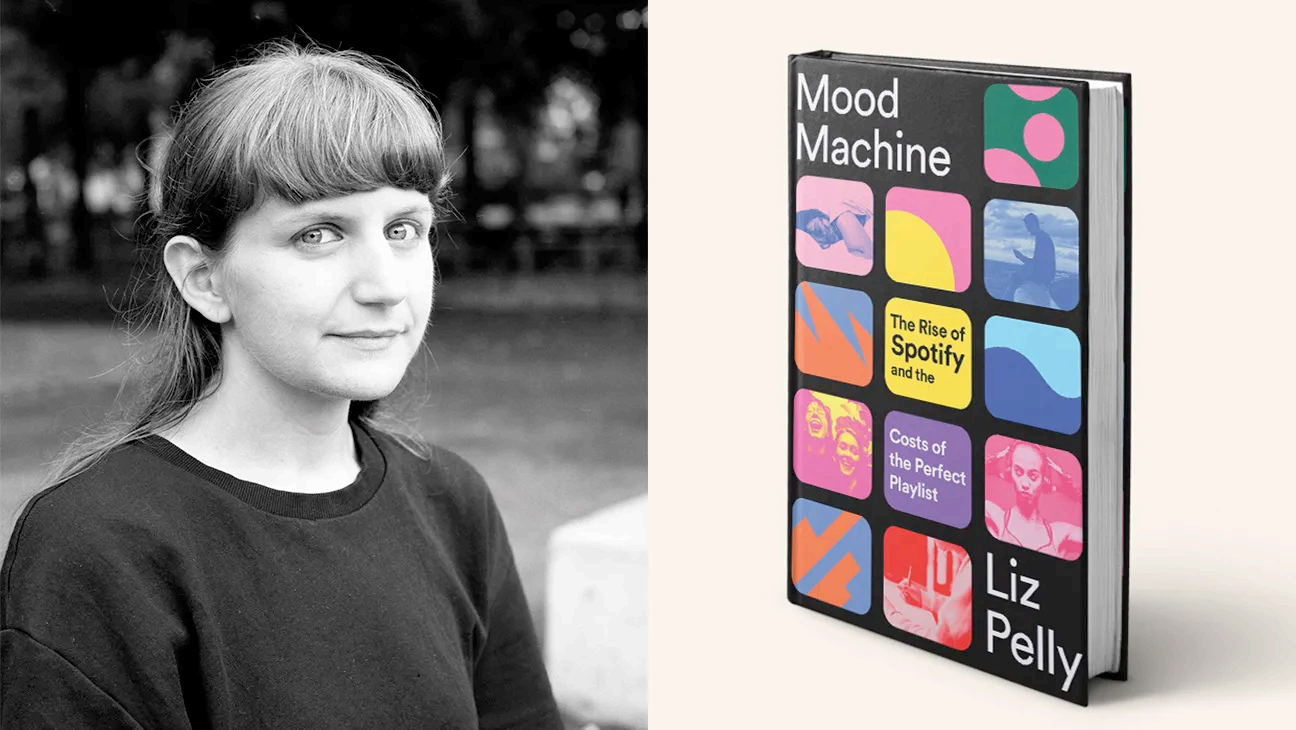 Mood
Machine
The Rise of
Spotify
and the
Costs of
the Perfect
Playlist
Liz
Pelly